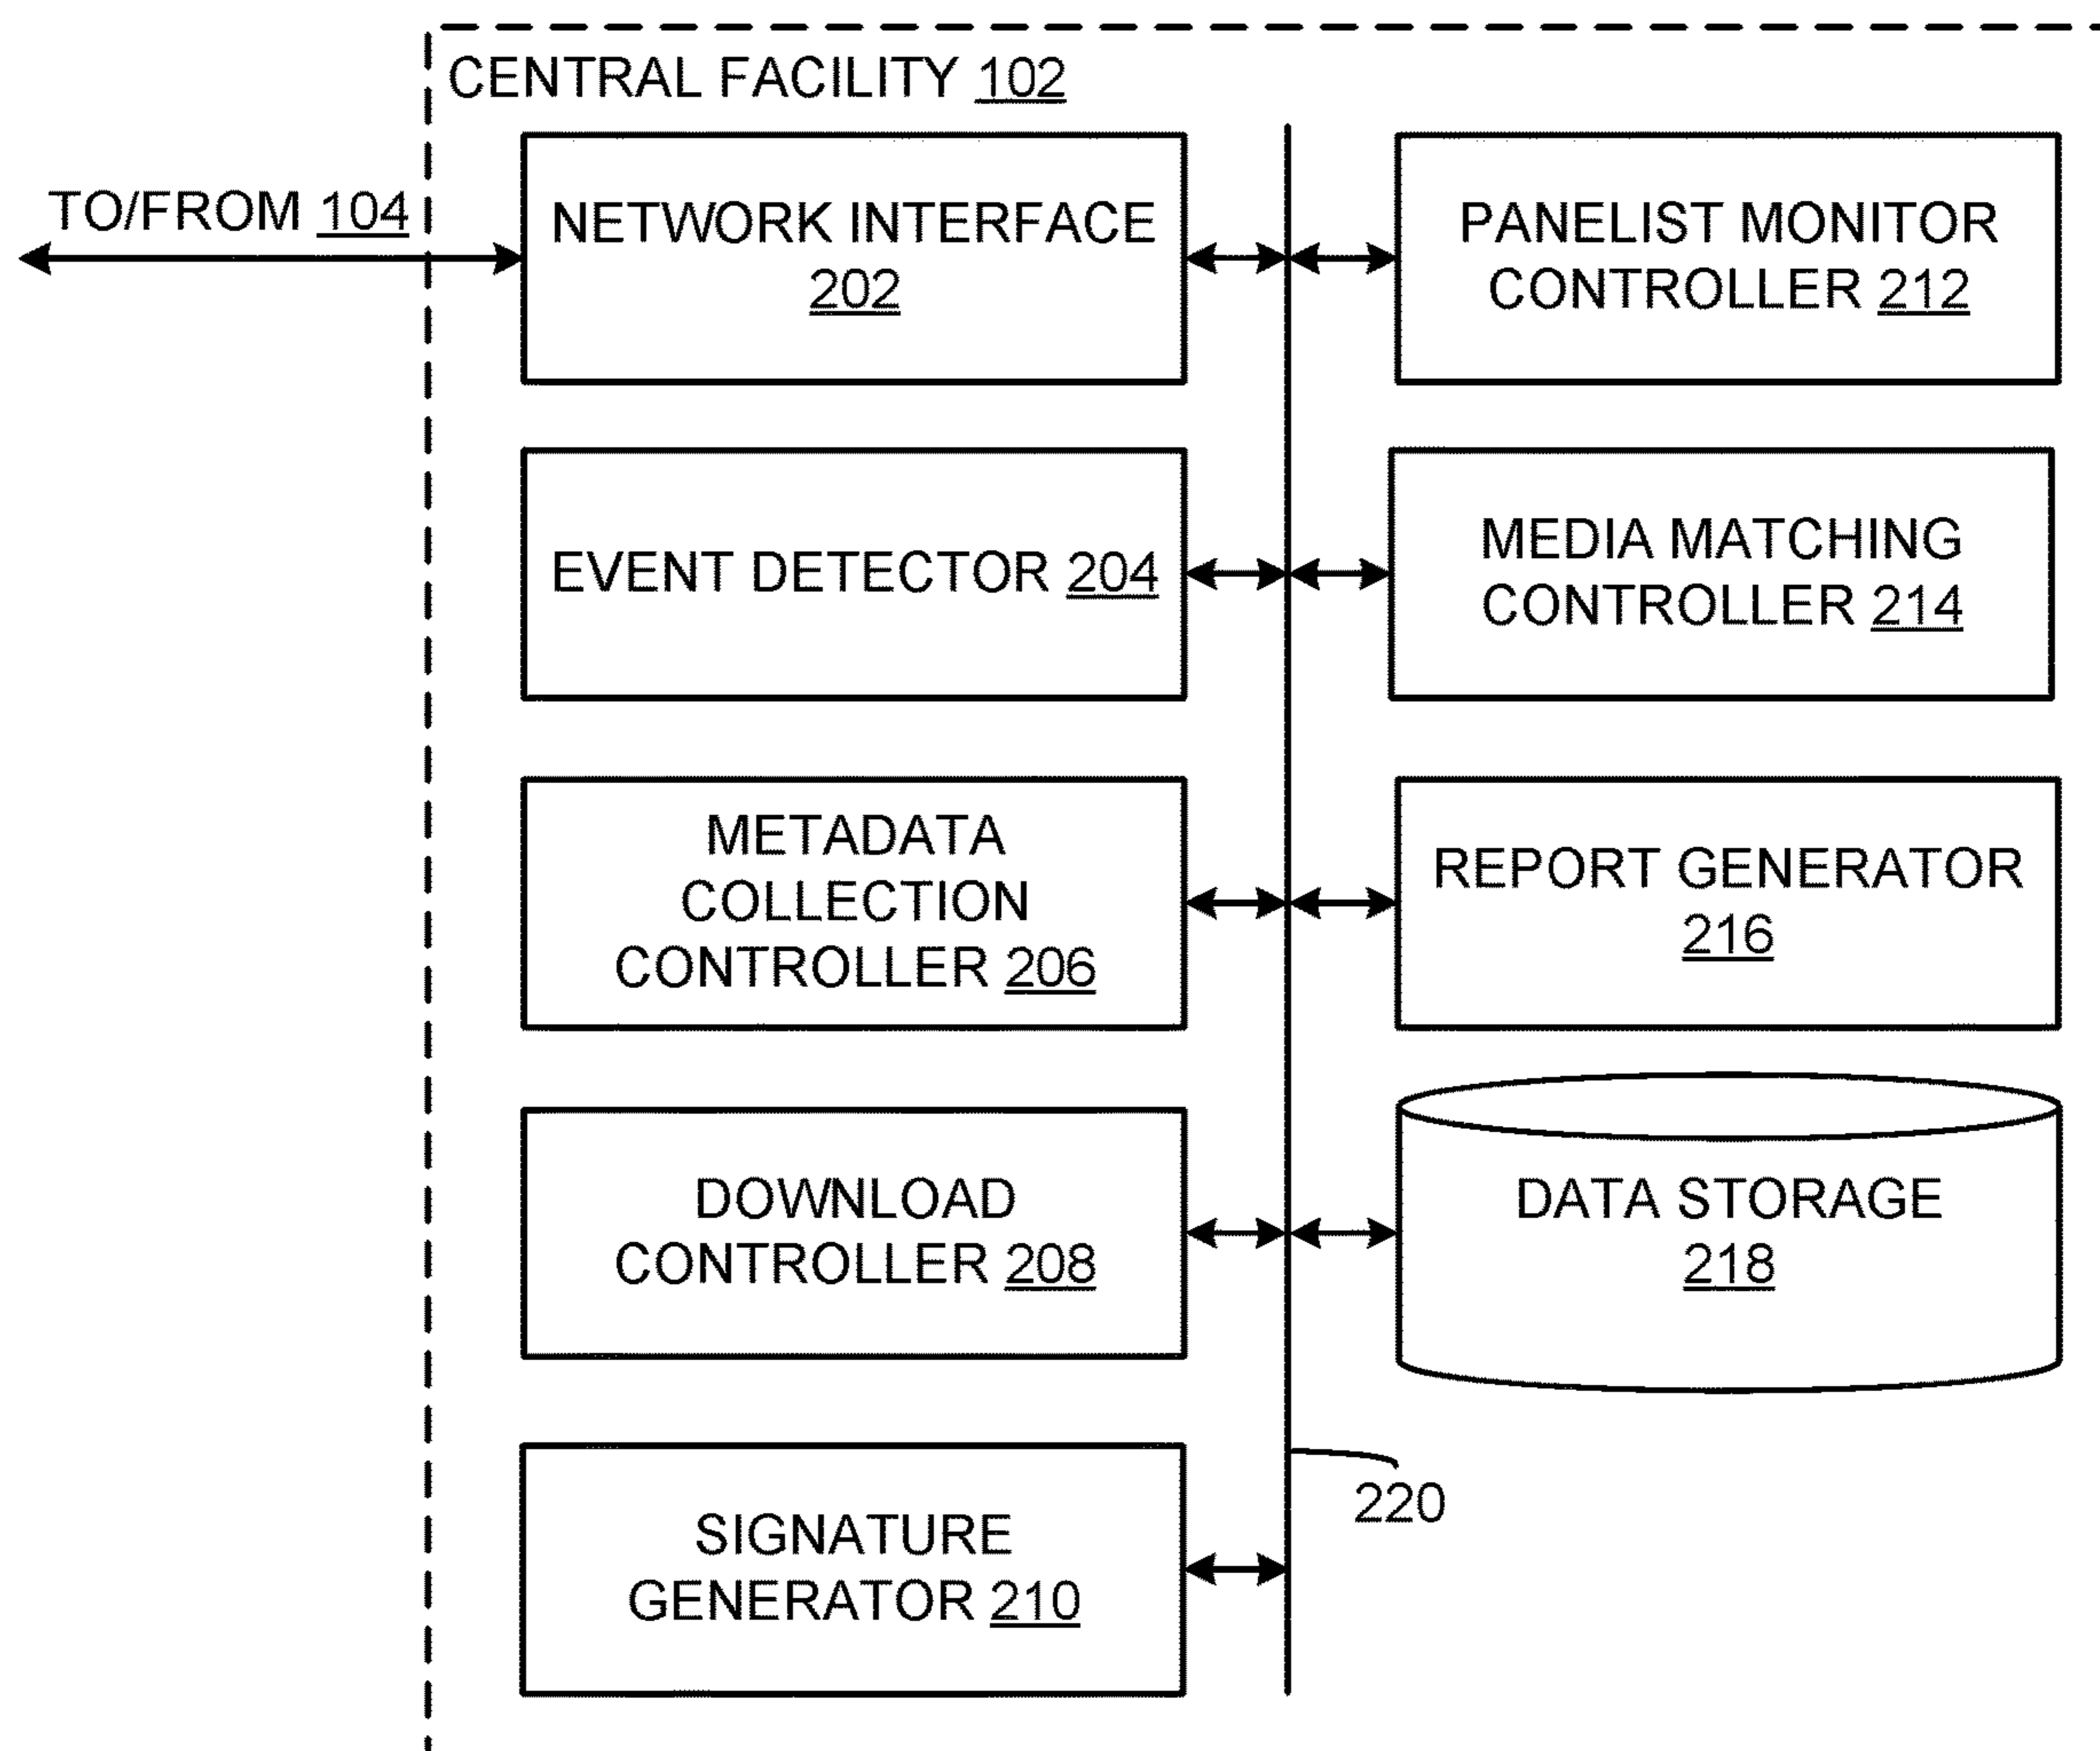 CENTRAL FACILITY 102
TO/FROM 104
NETWORK INTERFACE
202
EVENT DETECTOR 204
METADATA
COLLECTION
CONTROLLER 206
DOWNLOAD
CONTROLLER 208
SIGNATURE
GENERATOR 210
PANELIST MONITOR
CONTROLLER 212
MEDIA MATCHING
CONTROLLER 214
REPORT GENERATOR
216
DATA STORAGE
218
220